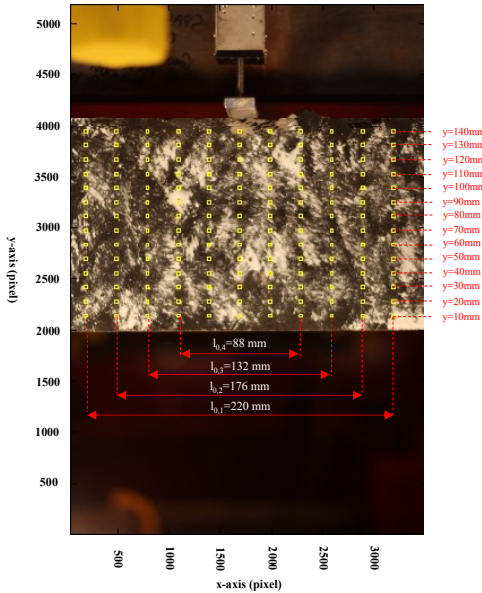 5000
4500
4000
3500
3000
2500
2000
1500
1000
500
y-axis (pixel)
y=140mm
y=130mm
y=120mm
y=110mm
y=100mm
y=90mm
y=80mm
y=70mm
y=60mm
y=50mm
y=40mm
y=30mm
y=20mm
y=10mm
l0,4=88 mm
l0,3=132 mm
l0,2=176 mm
l0,1=220 mm
500
1000
1500
2000
2500
3000
x-axis (pixel)